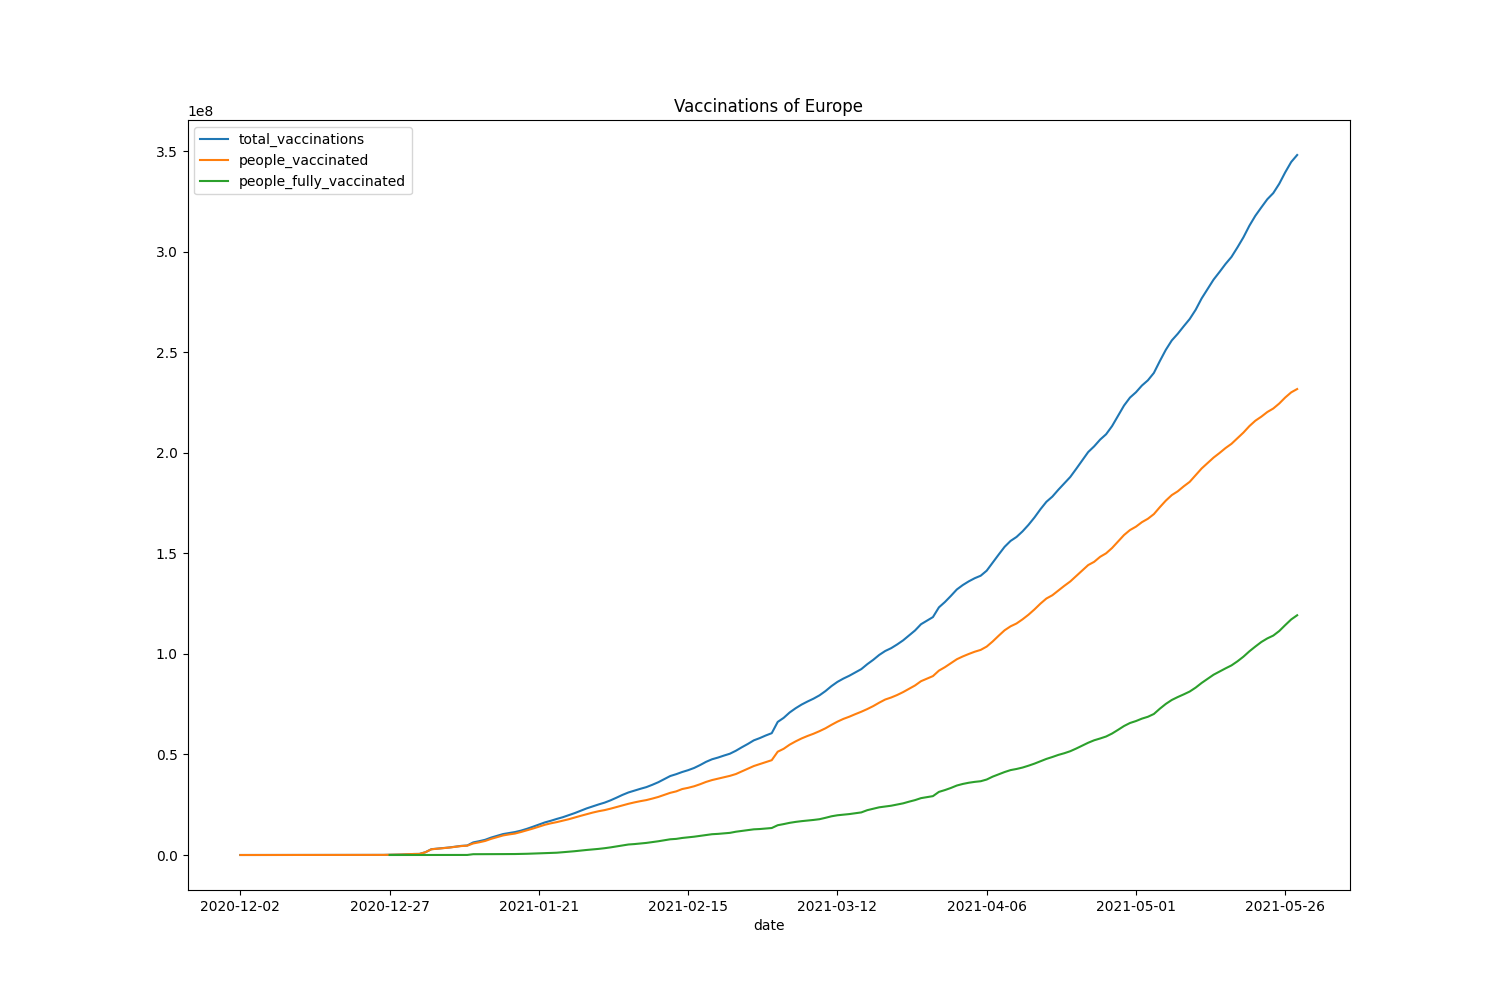 Vaccinations of Europe
1e8
total_vaccinations
people_vaccinated
people_fully_vaccinated
3.5
3.0
2.5
2.0
1.5
1.0
0.5
0.0
2020-12-02 2020-12-27 2021-01-21 2021-02-15 2021-03-12 2021-04-06 2021-05-01 2021-05-26
date